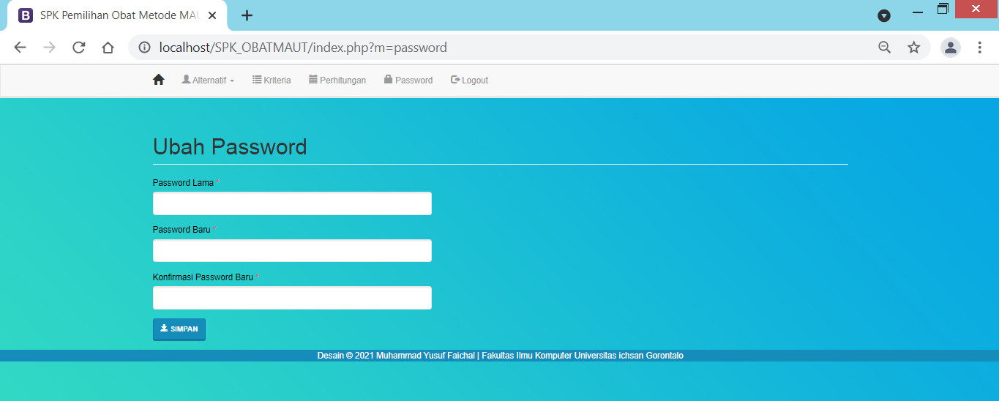 SPK Pemilihan Obat Metode MAU
localhost/SPK_OBATMAUT/index.php?m=password
Alternatif Kriteria Perhitungan Password Logout
Ubah Password
Password Lama *
Password Baru *
Konfirmasi Password Baru *
SIMPAN
Desain © 2021 Muhammad Yusuf Faichal | Fakultas Ilmu Komputer Universitas ichsan Gorontalo